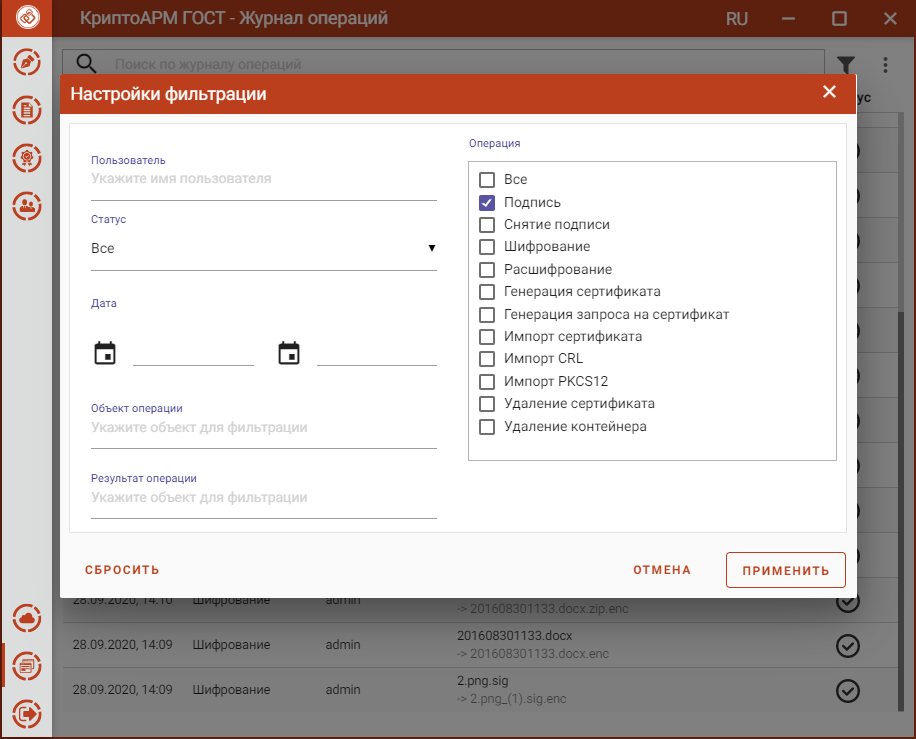 КриптоАРМ ГОСТ - Журнал операций
RU
Поиск по журналу операций
Настройки фильтрации
ус
Пользователь
Укажите имя пользователя
Статус
Все
Дата
Объект операции
Укажите объект для фильтрации
Результат операции
Укажите объект для фильтрации
Операция
Все
Подпись
Снятие подписи
Шифрование
Расшифрование
Генерация сертификата
Генерация запроса на сертификат
Импорт сертификата
Импорт CRL
Импорт PKCS12
Удаление сертификата
Удаление контейнера
СБРОСИТЬ
ОТМЕНА
ПРИМЕНИТЬ
28.09.2020, 14:10 Шифрование admin
-> 201608301133.docx.zip.enc
28.09.2020, 14:09 Шифрование admin 201608301133.docx
-> 201608301133.docx.enc
28.09.2020, 14:09 Шифрование admin 2.png.sig
-> 2.png_(1).sig.enc